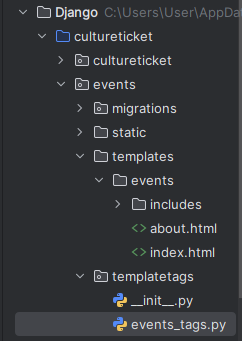 Django C:\Users\User\AppDat
cultureticket
cultureticket
events
migrations
static
templates
events
includes
<> about.html
<> index.html
templatetags
__init__.py
events_tags.py